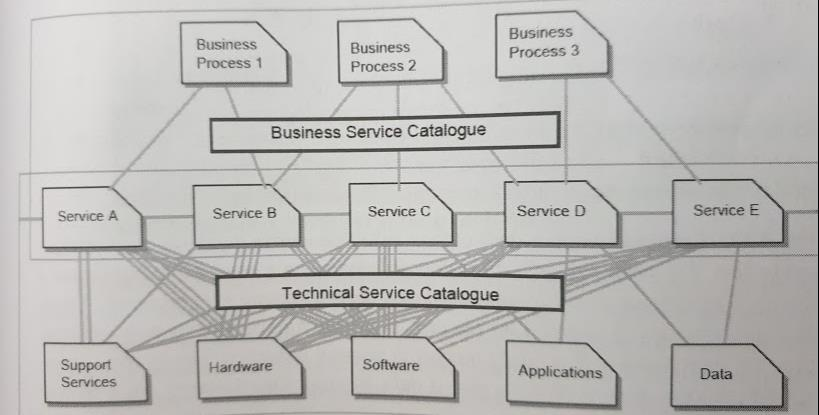 Business
Process 1
Business
Process 2
Business
Process 3
Business Service Catalogue
Service A
Service B
Service C
Service D
Service E
Technical Service Catalogue
Support
Services
Hardware
Software
Applications
Data